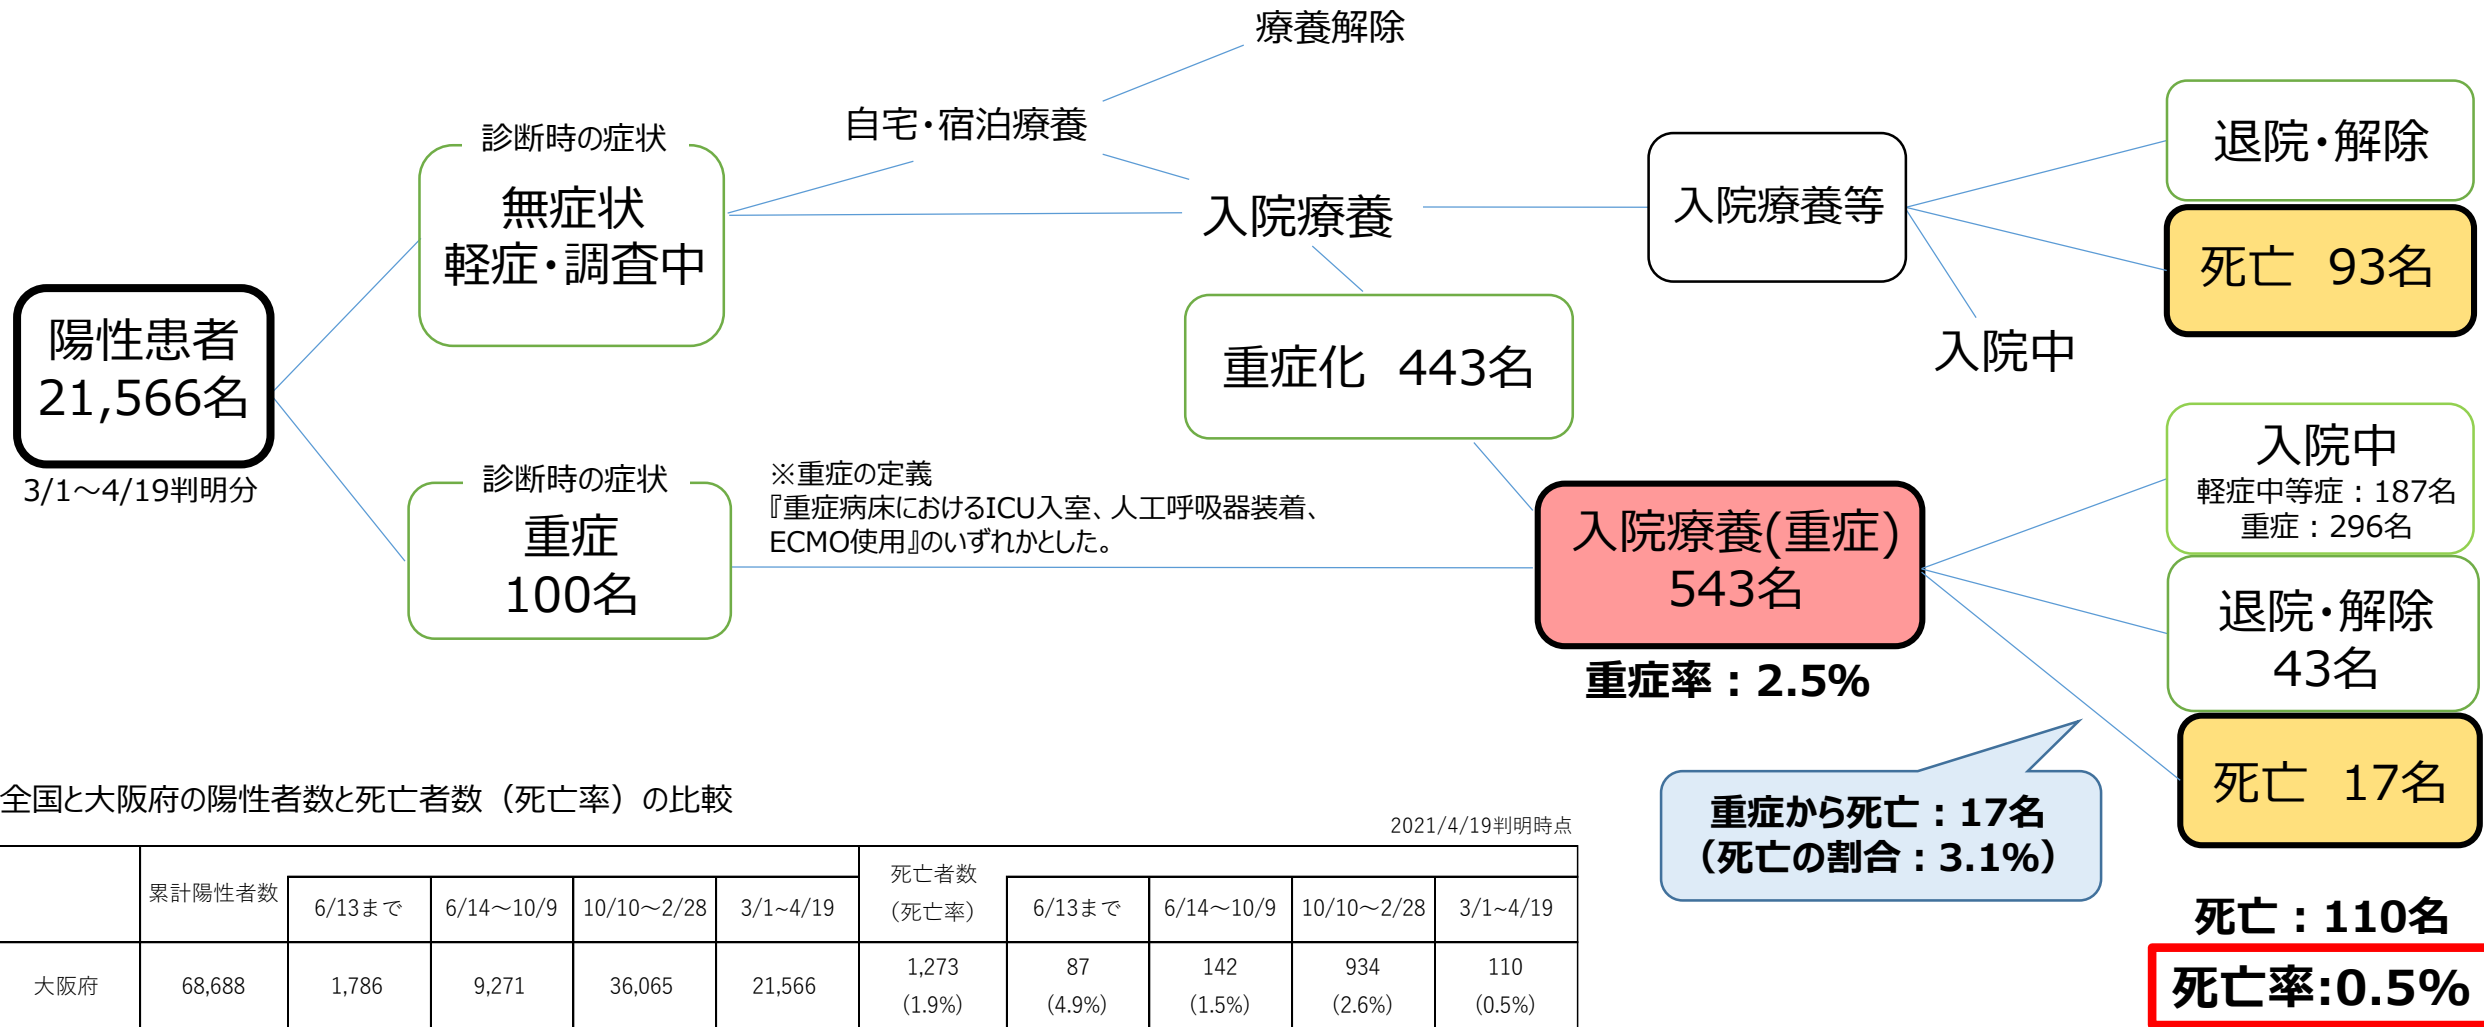 療養解除
自宅・宿泊療養
診断時の症状
無症状
軽症・調査中
入院療養
入院療養等
退院・解除
死亡　93名
入院中
陽性患者
21,566名
3/1～4/19判明分
重症化　443名
診断時の症状
重症
100名
※重症の定義
『重症病床におけるICU入室、人工呼吸器装着、
ECMO使用』のいずれかとした。
入院療養(重症)
543名
重症率：2.5%
入院中
軽症中等症：187名
重症：296名
退院・解除
43名
死亡　17名
重症から死亡：17名
（死亡の割合：3.1%）
死亡：110名
死亡率:0.5%
全国と大阪府の陽性者数と死亡者数（死亡率）の比較
2021/4/19判明時点
累計陽性者数 6/13まで 6/14～10/9 10/10～2/28 3/1~4/19 死亡者数 （死亡率） 6/13まで 6/14～10/9 10/10～2/28 3/1~4/19
大阪府 68,688 1,786 9,271 36,065 21,566 1,273 87 142 934 110
(1.9%) (4.9%) (1.5%) (2.6%) (0.5%)